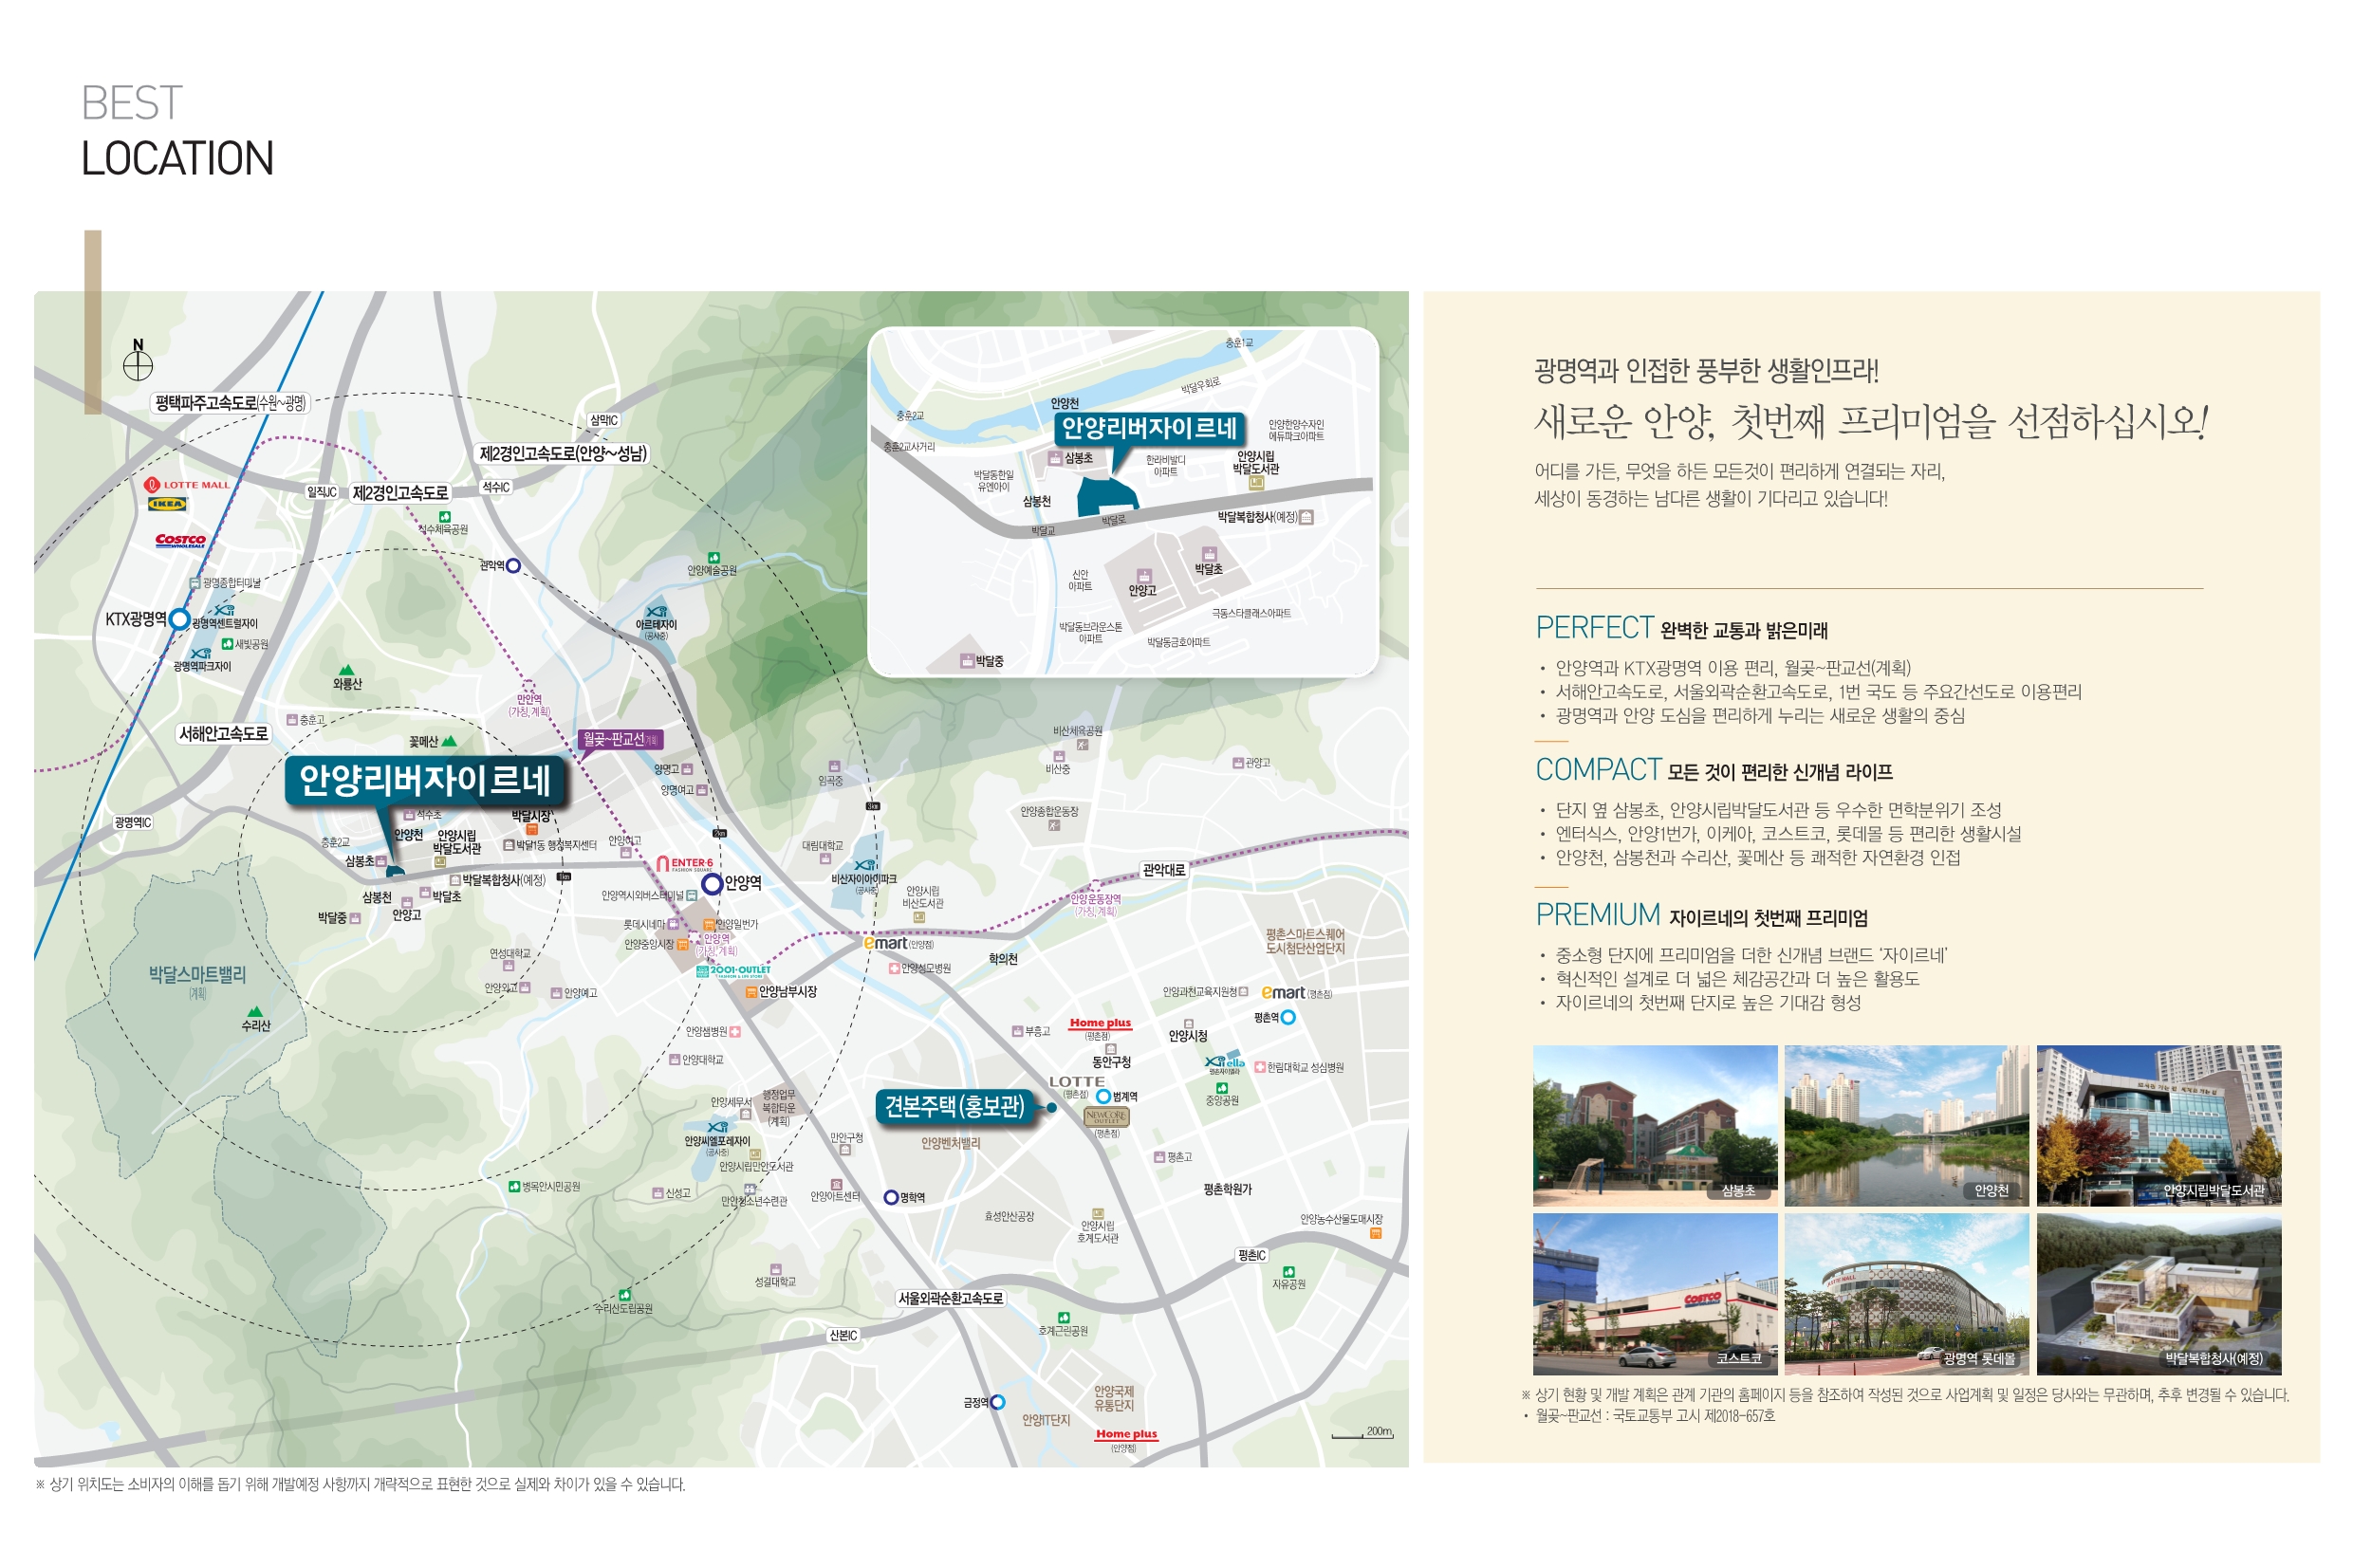 BEST
LOCATION
N
평택파주고속도로(수원~광명)
삼막IC
제2경인고속도로(안양~성남)
LOTTE MALL
IKEA
일직JC
제2경인고속도로
석수IC
석수체육공원
COSTCO
WHOLESALE
관악역
안양예술공원
광명종합터미널
KTX광명역
광명역센트럴자이
새빛공원
광명역파크자이
아르테자이
(공사중)
와룡산
만안역
(가칭,계획)
충훈고
서해안고속도로
꽃메산
월곶~판교선(계획)
안양리버자이르네
양명고
양명여고
임곡중
비산체육공원
비산중
관양고
광명역IC
석수초
박달시장
3km
2km
1km
안양종합운동장
충훈2교
안양천
안양시립
박달도서관
박달1동 행정복지센터
안양여고
대림대학교
삼봉초
ENTER·6
FASHION SQUARE
비산자이아이파크
(공사중)
관악대로
박달복합청사(예정)
안양역
안양시립
비산도서관
안양운동장역
(가칭,계획)
삼봉천
박달초
안양역시외버스터미널
박달중
안양고
롯데시네마
안양일번가
안양중앙시장
안양역
(가칭,계획)
emart (안양점)
평촌스마트스퀘어
도시첨단산업단지
연성대학교
학의천
박달스마트밸리
(계획)
2001·OUTLET
안양성모병원
안양외고
안양예고
안양남부시장
안양과천교육지원청
emart (평촌점)
수리산
평촌역
안양샘병원
부흥고
Home plus
(평촌점)
안양시청
안양대학교
동안구청
Xi ella
평촌자이엘라
한림대학교 성심병원
LOTTE
(평촌점)
범계역
중앙공원
안양세무서
행정업무
복합타운
(계획)
견본주택(홍보관)
NEWCORE
OUTLET
(평촌점)
안양씨엘포레자이
(공사중)
만안구청
안양벤처밸리
안양시립만안도서관
평촌고
병목안시민공원
신성고
만안청소년수련관
안양아트센터
명학역
평촌학원가
효성안산공장
안양시립
호계도서관
안양농수산물도매시장
평촌IC
성결대학교
자유공원
수리산도립공원
서울외곽순환고속도로
호계근린공원
산본IC
금정역
안양국제
유통단지
안양IT단지
Home plus
(안양점)
200m
충훈1교
박달우회로
안양천
충훈2교
안양리버자이르네
안양한양수자인
에듀파크아파트
충훈2교사거리
삼봉초
한라비발디
아파트
안양시립
박달도서관
박달동한일
유앤아이
삼봉천
박달로
박달복합청사(예정)
박달교
신안
아파트
안양고
박달초
극동스타클래스아파트
박달동브라운스톤
아파트
박달동금호아파트
박달중
※ 상기 위치도는 소비자의 이해를 돕기 위해 개발예정 사항까지 개략적으로 표현한 것으로 실제와 차이가 있을 수 있습니다.
광명역과 인접한 풍부한 생활인프라!
새로운 안양, 첫번째 프리미엄을 선점하십시오!
어디를 가든, 무엇을 하든 모든것이 편리하게 연결되는 자리,
세상이 동경하는 남다른 생활이 기다리고 있습니다!
PERFECT 완벽한 교통과 밝은미래
• 안양역과 KTX광명역 이용 편리, 월곶~판교선(계획)
• 서해안고속도로, 서울외곽순환고속도로, 1번 국도 등 주요간선도로 이용편리
• 광명역과 안양 도심을 편리하게 누리는 새로운 생활의 중심
COMPACT 모든 것이 편리한 신개념 라이프
• 단지 옆 삼봉초, 안양시립박달도서관 등 우수한 면학분위기 조성
• 엔터식스, 안양1번가, 이케아, 코스트코, 롯데몰 등 편리한 생활시설
• 안양천, 삼봉천과 수리산, 꽃메산 등 쾌적한 자연환경 인접
PREMIUM 자이르네의 첫번째 프리미엄
• 중소형 단지에 프리미엄을 더한 신개념 브랜드 ‘자이르네’
• 혁신적인 설계로 더 넓은 체감공간과 더 높은 활용도
• 자이르네의 첫번째 단지로 높은 기대감 형성
삼봉초
안양천
안양시립박달도서관
COSTCO
코스트코
LOTTE MALL
광명역 롯데몰
박달복합청사(예정)
※ 상기 현황 및 개발 계획은 관계 기관의 홈페이지 등을 참조하여 작성된 것으로 사업계획 및 일정은 당사와는 무관하며, 추후 변경될 수 있습니다.
• 월곶~판교선 : 국토교통부 고시 제2018-657호